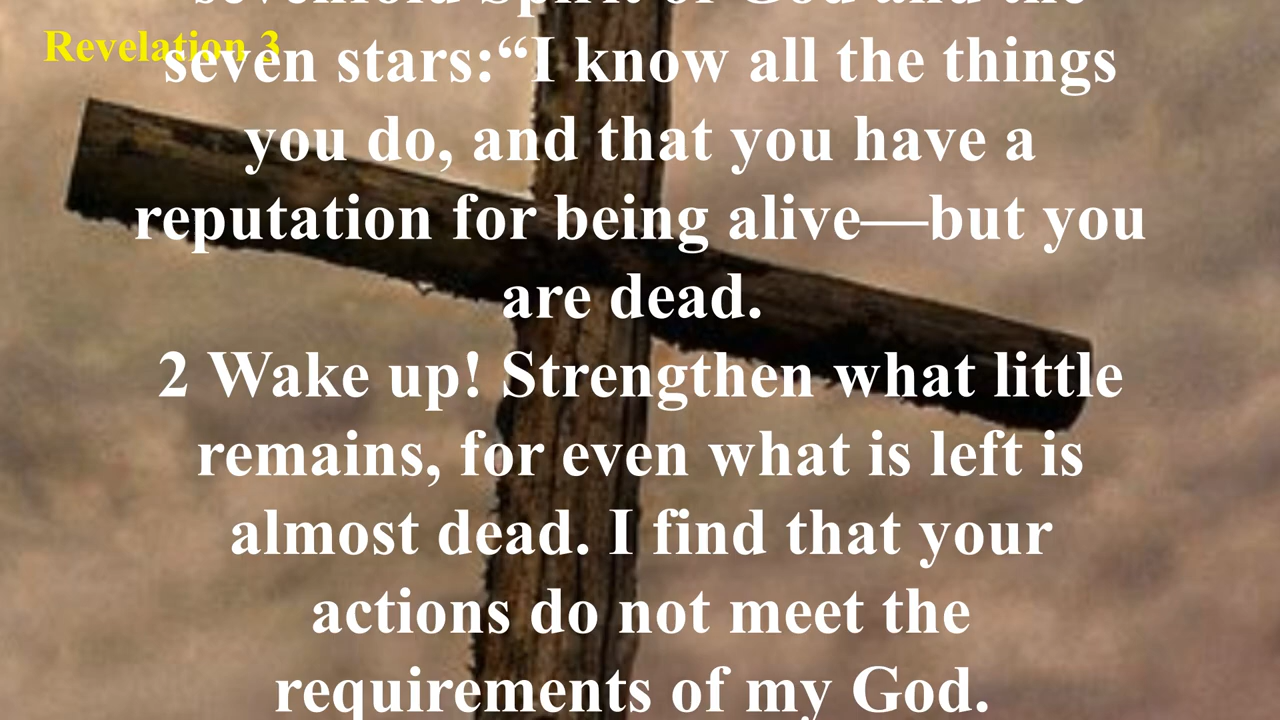 sevenfold Spirit of God and the
Revelation 3
seven stars:“I know all the things
you do, and that you have a
reputation for being alive—but you
are dead.
2 Wake up! Strengthen what little
remains, for even what is left is
almost dead. I find that your
actions do not meet the
requirements of my God.